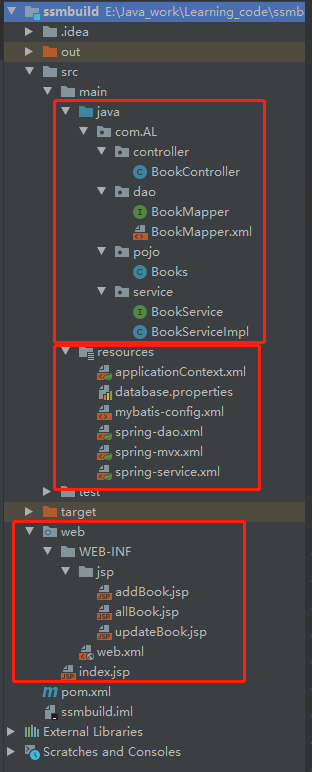 ssmbuild E:\Java_work\Learning_code\ssmb
.idea
out
src
main
java
com.AL
controller
BookController
dao
BookMapper
BookMapper.xml
pojo
Books
service
BookService
BookServiceImpl
resources
applicationContext.xml
database.properties
mybatis-config.xml
spring-dao.xml
spring-mvx.xml
spring-service.xml
test
target
web
WEB-INF
jsp
addBook.jsp
allBook.jsp
updateBook.jsp
web.xml
index.jsp
pom.xml
ssmbuild.iml
External Libraries
Scratches and Consoles